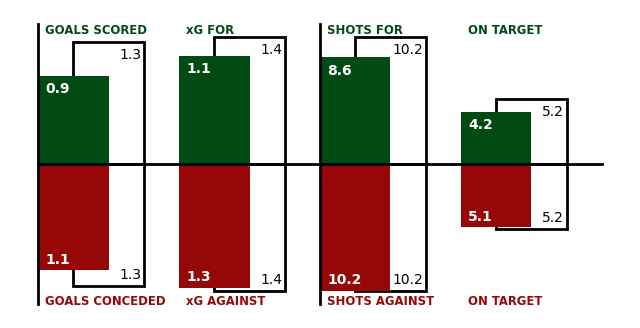 GOALS SCORED xG FOR SHOTS FOR ON TARGET
1.3 1.4 10.2
0.9 1.1 8.6
4.2 5.2
5.1 5.2
1.1 1.3 1.3 1.4 10.2 10.2
GOALS CONCEDED xG AGAINST SHOTS AGAINST ON TARGET